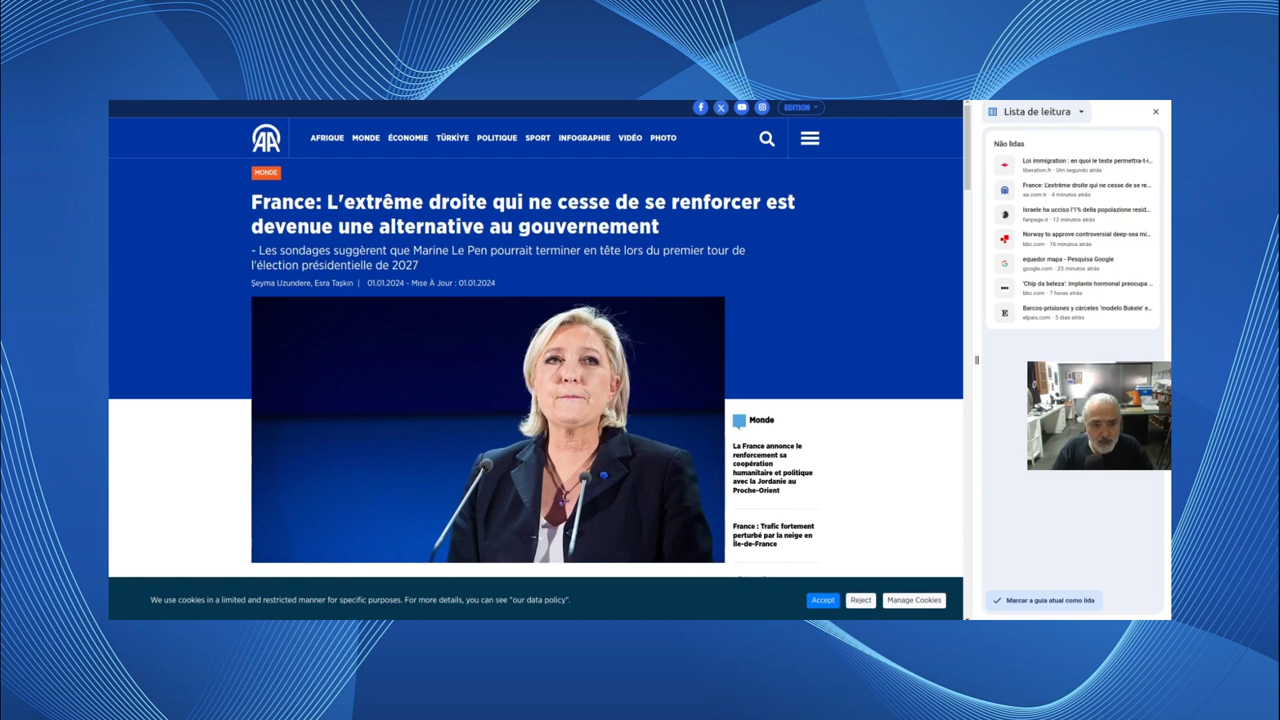 EDITION
AFRIQUE MONDE ÉCONOMIE TÜRKİYE POLITIQUE SPORT INFOGRAPHIE VIDÉO PHOTO
MONDE
France: L'extrême droite qui ne cesse de se renforcer est
devenue une alternative au gouvernement
- Les sondages suggèrent que Marine Le Pen pourrait terminer en tête lors du premier tour de
l'élection présidentielle de 2027
Şeyma Uzundere, Esra Taşkın | 01.01.2024 - Mise À Jour : 01.01.2024
Monde
La France annonce le
renforcement sa
coopération
humanitaire et politique
avec la Jordanie au
Proche-Orient
France : Trafic fortement
perturbé par la neige en
Île-de-France
We use cookies in a limited and restricted manner for specific purposes. For more details, you can see "our data policy".
Accept Reject Manage Cookies
Lista de leitura
Não lidas
Loi immigration : en quoi le texte permettra-t-i...
liberation.fr · Um segundo atrás
France: L'extrême droite qui ne cesse de se re...
aa.com.tr · 4 minutos atrás
Israele ha ucciso l'1% della popolazione resid...
fanpage.it · 12 minutos atrás
Norway to approve controversial deep-sea mi...
bbc.com · 16 minutos atrás
equador mapa - Pesquisa Google
google.com · 23 minutos atrás
'Chip da beleza': implante hormonal preocupa ...
bbc.com · 7 horas atrás
Barcos-prisiones y cárceles 'modelo Bukele' e...
elpais.com · 5 dias atrás
Marcar a guia atual como lida